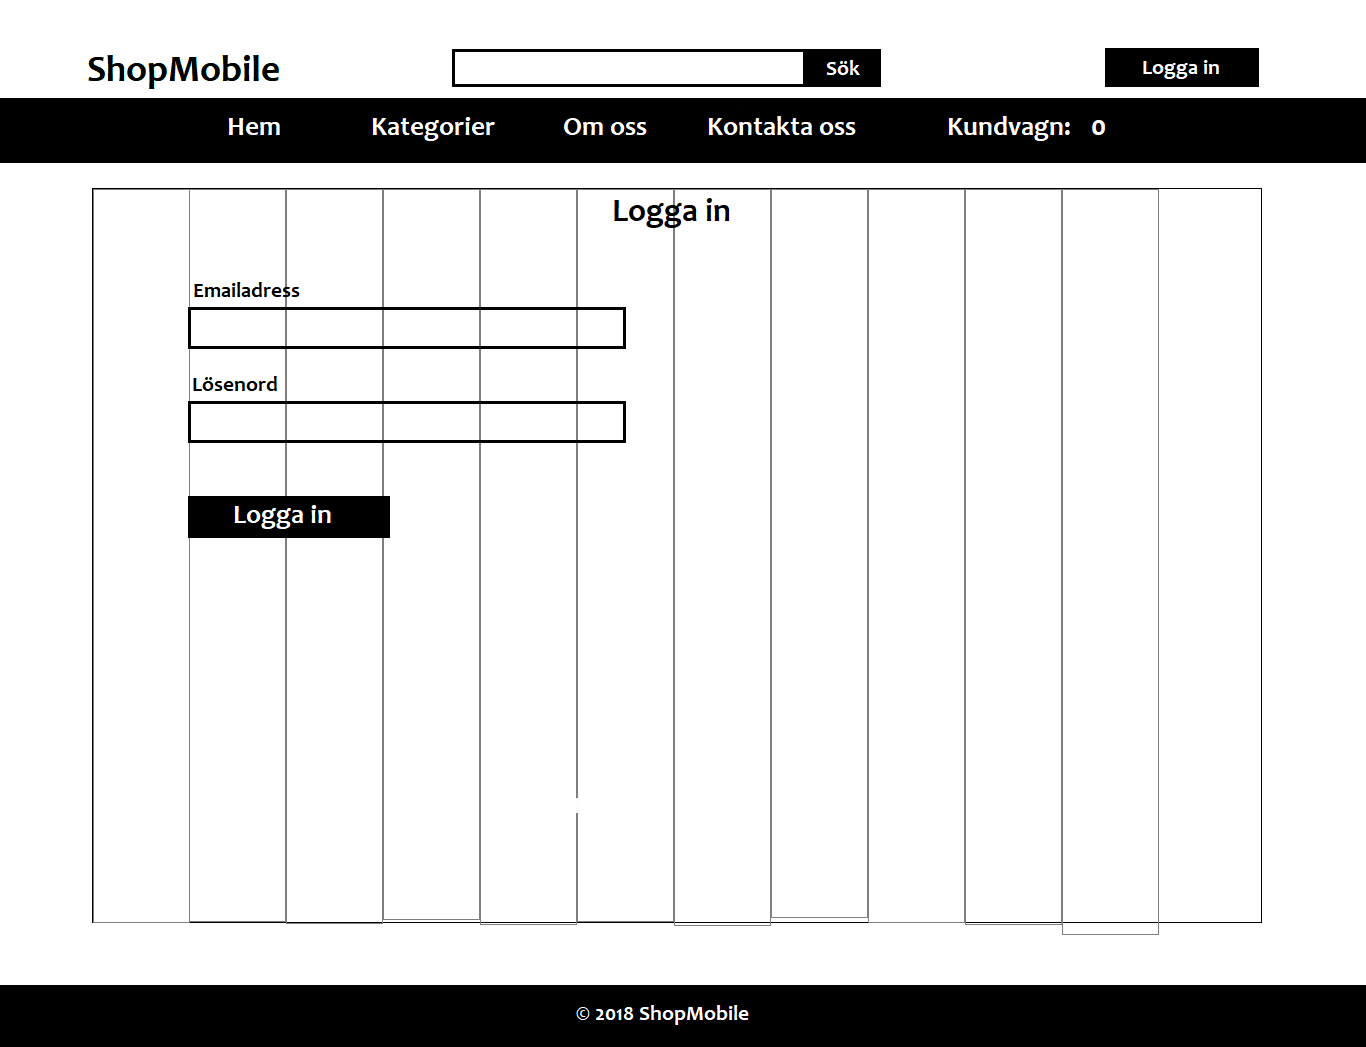 ShopMobile
Sök
Logga in
Hem Kategorier Om oss Kontakta oss Kundvagn: 0
Logga in
Emailadress
Lösenord
Logga in
© 2018 ShopMobile